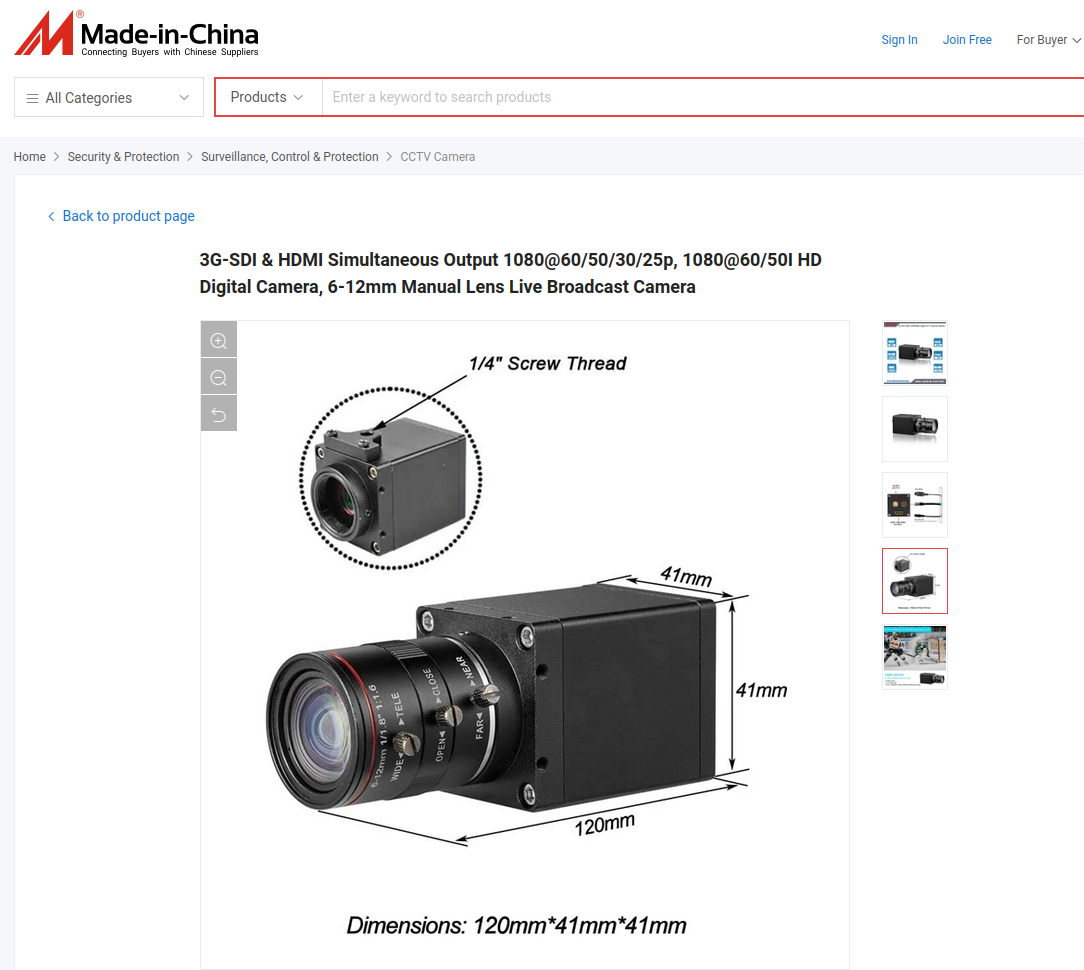 Made-in-China®
Connecting Buyers with Chinese Suppliers
Sign In
Join Free
For Buyer
All Categories
Products
Enter a keyword to search products
Home > Security & Protection > Surveillance, Control & Protection > CCTV Camera
< Back to product page
3G-SDI & HDMI Simultaneous Output 1080@60/50/30/25p, 1080@60/50I HD
Digital Camera, 6-12mm Manual Lens Live Broadcast Camera
1/4" Screw Thread
41mm
41mm
6-12mm 1/1.8" 1:1.6
WIDE◄ ►TELE
OPEN◄ ►CLOSE
FAR◄ ►NEAR
120mm
Dimensions: 120mm*41mm*41mm